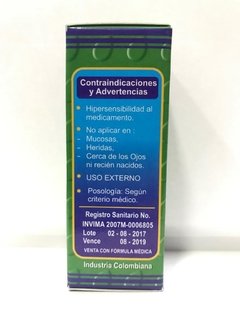 Contraindicaciones
y Advertencias
• Hipersensibilidad al
medicamento.
• No aplicar en :
- Mucosas.
- Heridas,
- Cerca de los Ojos
ni recién nacidos.
• USO EXTERNO
• Posología: Según
criterio médico.
Registro Sanitario No.
INVIMA 2007M-0006805
Lote 02 - 08 - 2017
Vence 08 - 2019
VENTA CON FORMULA MÉDICA
Industria Colombiana